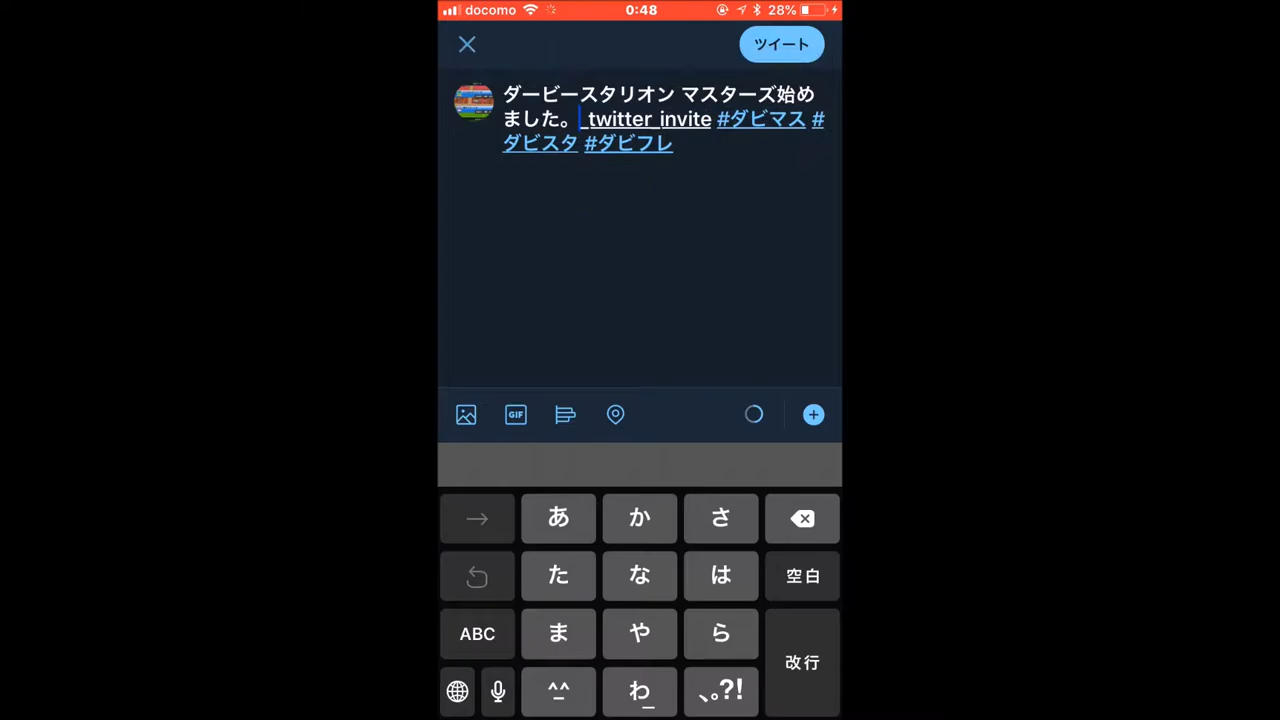 docomo 0:48 28%
ツイート
ダービースタリオン マスターズ始め
ました。_twitter_invite #ダビマス #
ダビスタ #ダビフレ
GIF
→ あ か さ
た な は 空白
ABC ま や ら 改行
^^ わ_ 、。?!